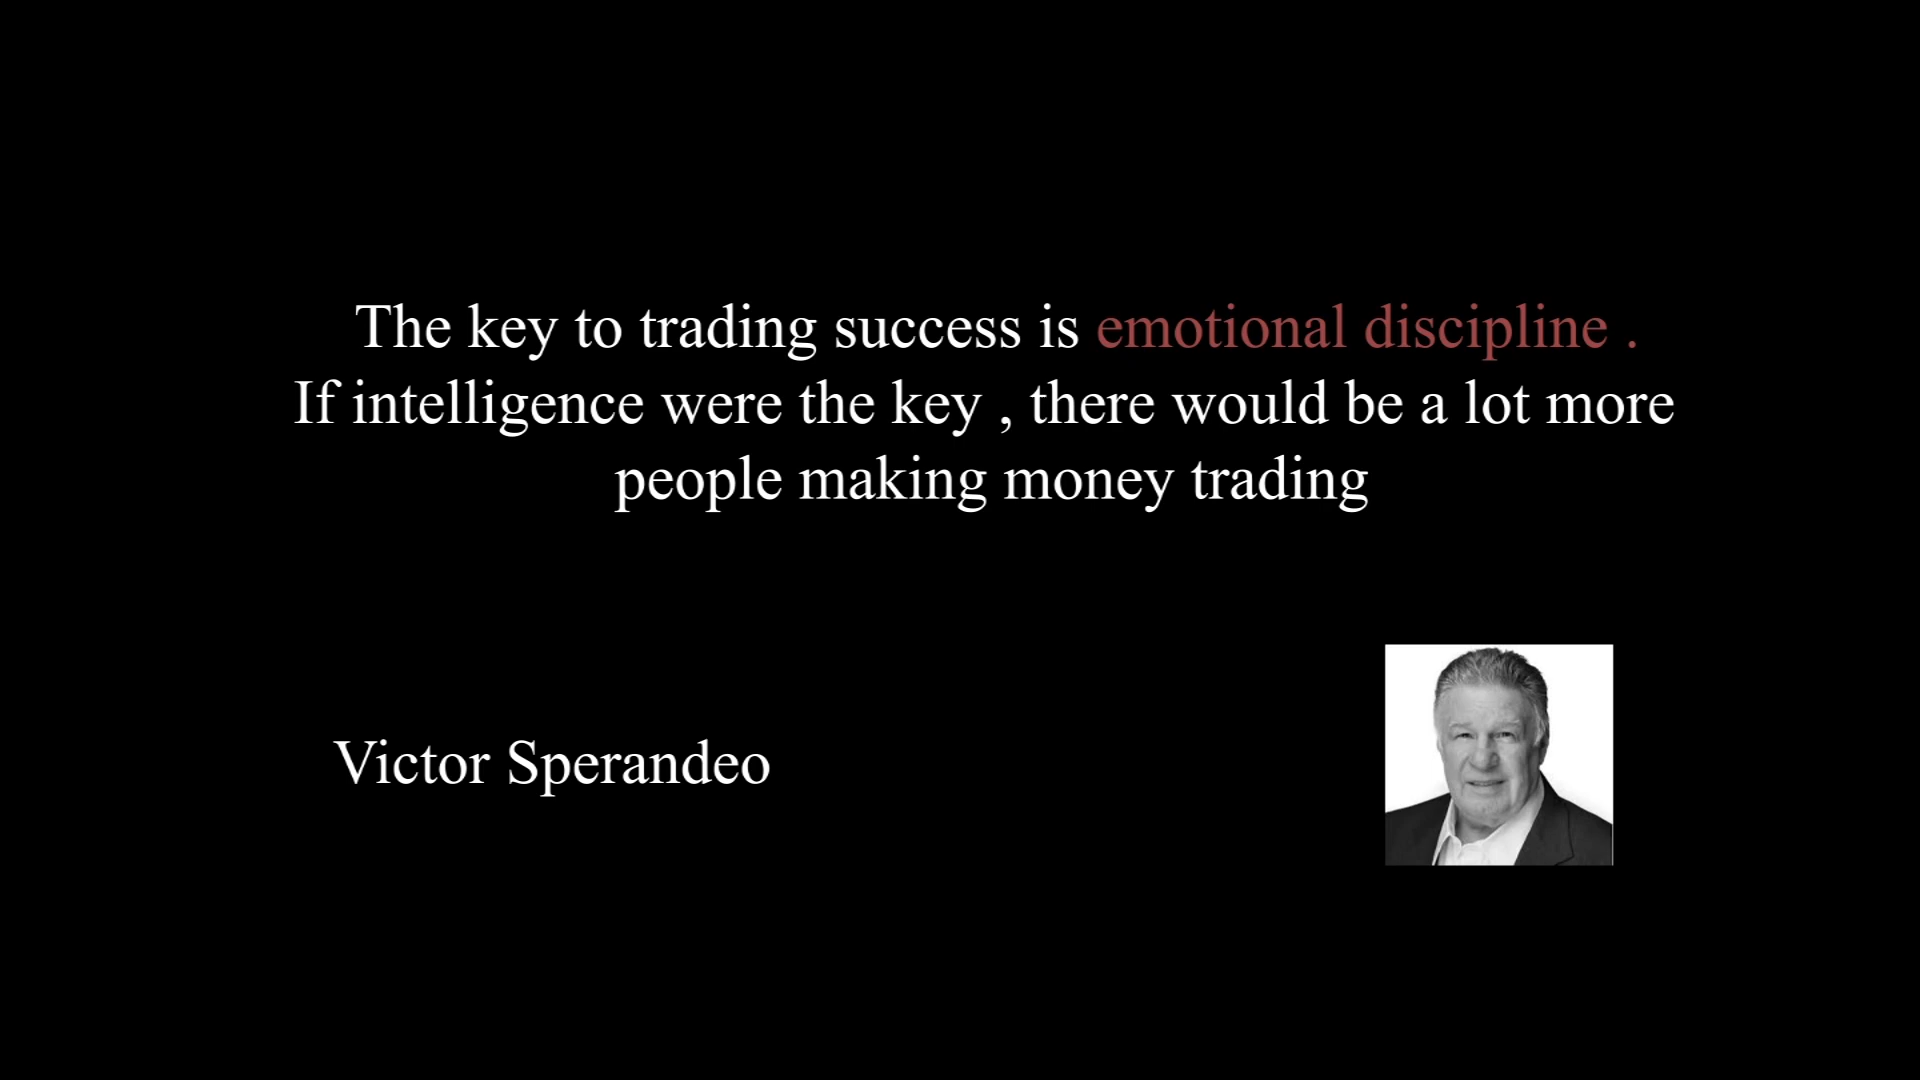 The key to trading success is emotional discipline .
If intelligence were the key , there would be a lot more
people making money trading
Victor Sperandeo